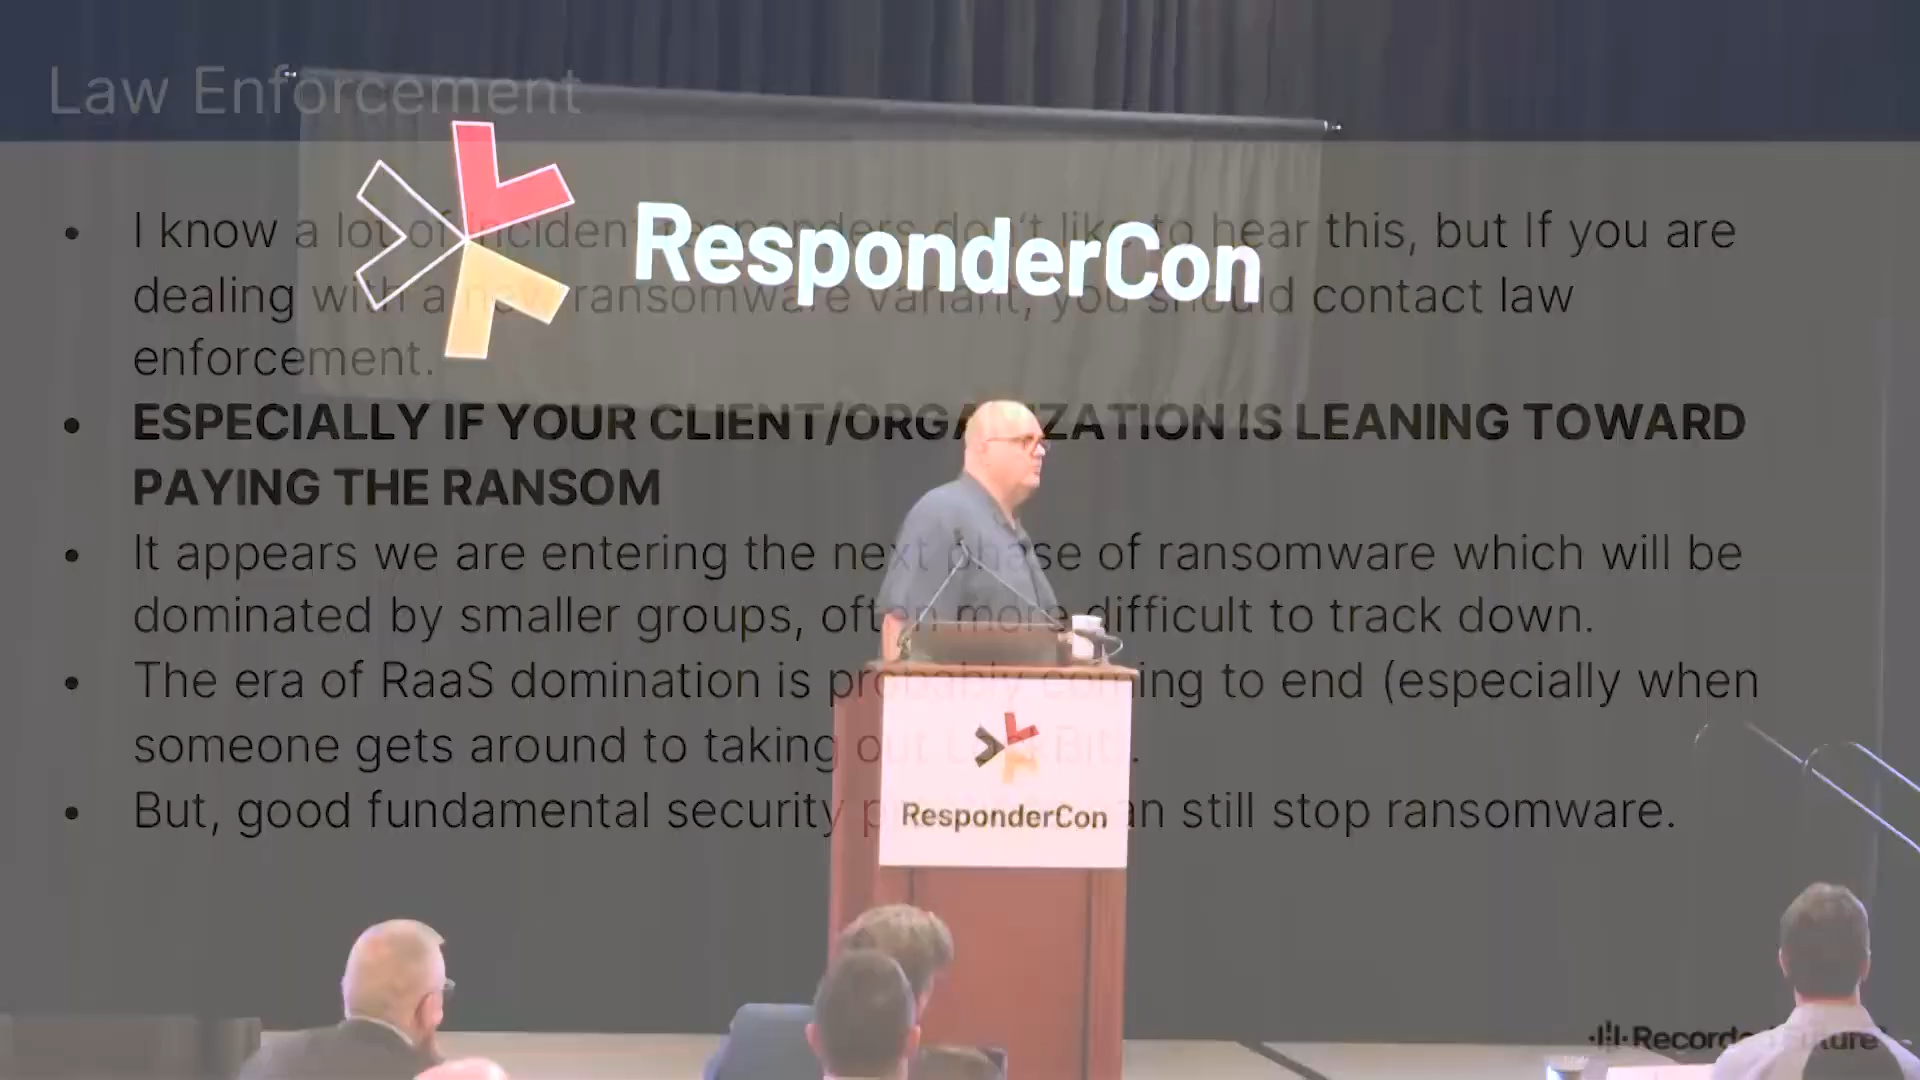 Law Enforcement
ResponderCon
I know a lot of incident responders don't like to hear this, but If you are
dealing with a new ransomware variant, you should contact law
enforcement.
ESPECIALLY IF YOUR CLIENT/ORGANIZATION IS LEANING TOWARD
PAYING THE RANSOM
It appears we are entering the next phase of ransomware which will be
dominated by smaller groups, often more difficult to track down.
The era of RaaS domination is probably coming to end (especially when
someone gets around to taking out LockBit).
But, good fundamental security can still stop ransomware.
ResponderCon
Recorded Future